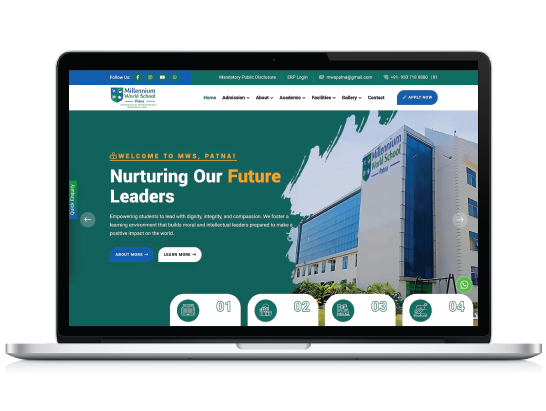 Follow Us:
Mandatory Public Disclosure
ERP Login
mwspatna@gmail.com
Millennium
World School
Patna
Home Admission About Academic Facilities Gallery Contact
APPLY NOW
WELCOME TO MWS, PATNA!
Nurturing Our Future
Leaders
Empowering students to lead with dignity, integrity, and compassion. We foster a
learning environment that builds moral and intellectual leaders prepared to make a
positive impact on the world.
ABOUT MORE →
LEARN MORE →
Quick Enquiry
Millennium
World School
Patna
01
02
03
04